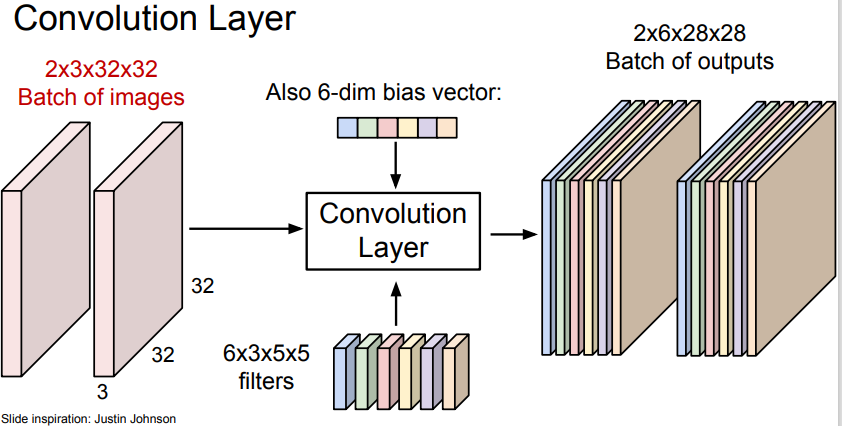 Convolution Layer
2x3x32x32
Batch of images
Also 6-dim bias vector:
2x6x28x28
Batch of outputs
Convolution
Layer
32
32
3
6x3x5x5
filters
Slide inspiration: Justin Johnson